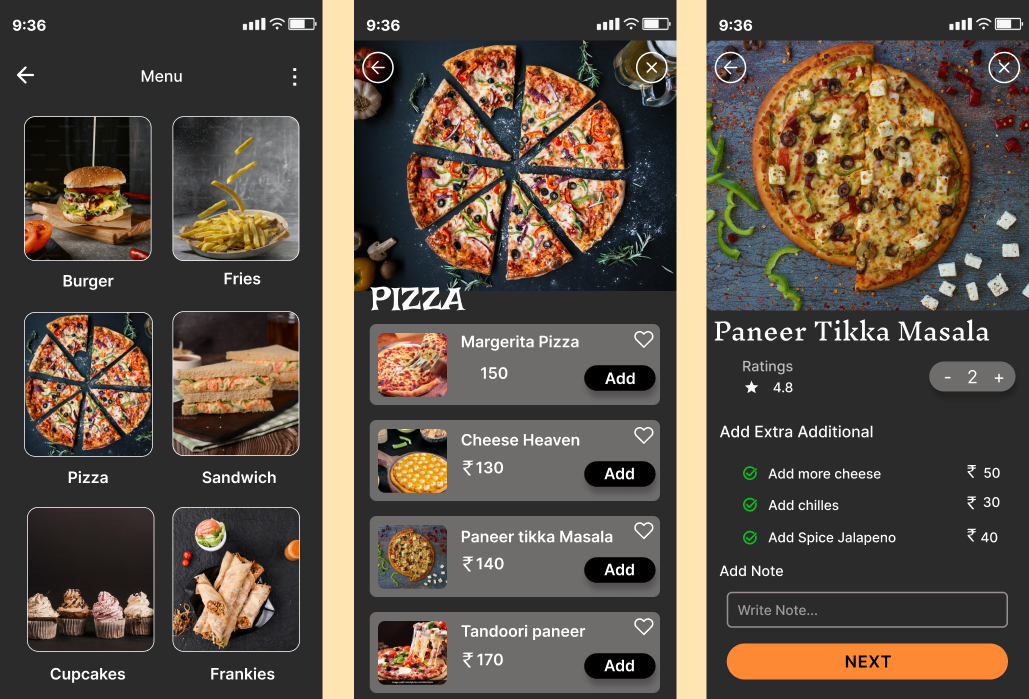 9:36
Menu
Burger
Fries
Pizza
Sandwich
Cupcakes
Frankies
9:36
PIZZA
Margerita Pizza
150
Add
Cheese Heaven
₹130
Add
Paneer tikka Masala
₹140
Add
Tandoori paneer
₹170
Add
9:36
Paneer Tikka Masala
Ratings
4.8
- 2 +
Add Extra Additional
Add more cheese ₹ 50
Add chilles ₹ 30
Add Spice Jalapeno ₹ 40
Add Note
Write Note...
NEXT